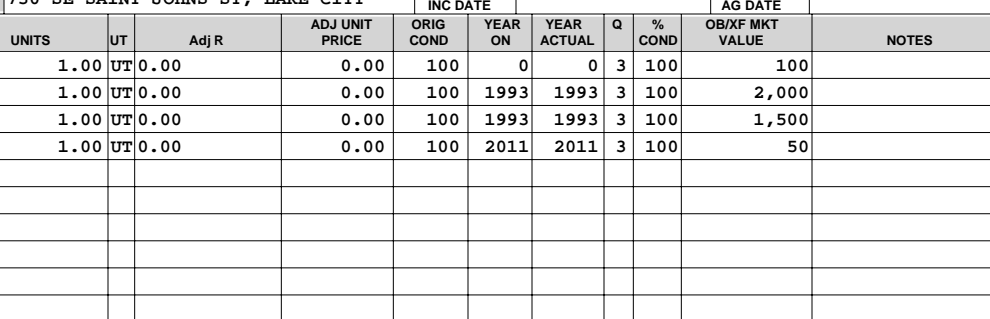 730 SE SAINT JOHNS ST, LAKE CITY INC DATE AG DATE
UNITS UT Adj R ADJ UNIT PRICE ORIG COND YEAR ON YEAR ACTUAL Q % COND OB/XF MKT VALUE NOTES
1.00 UT 0.00 0.00 100 0 0 3 100 100
1.00 UT 0.00 0.00 100 1993 1993 3 100 2,000
1.00 UT 0.00 0.00 100 1993 1993 3 100 1,500
1.00 UT 0.00 0.00 100 2011 2011 3 100 50